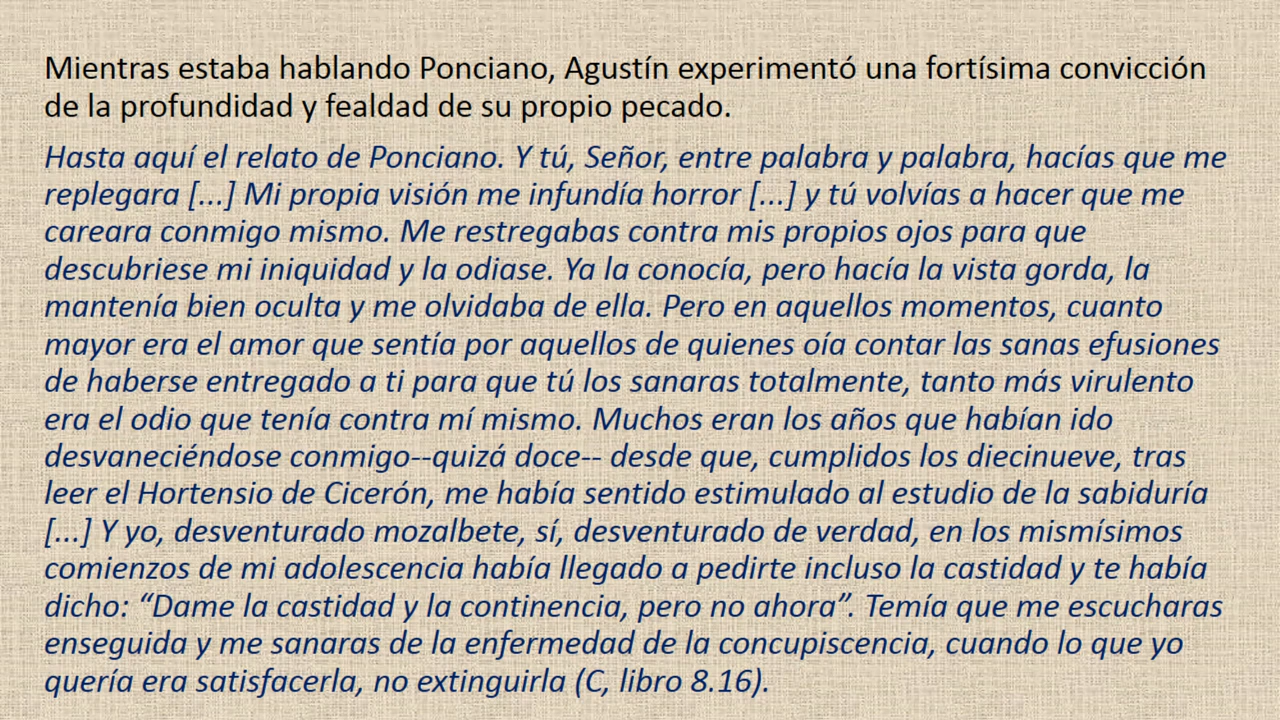 Mientras estaba hablando Ponciano, Agustín experimentó una fortísima convicción
de la profundidad y fealdad de su propio pecado.
Hasta aquí el relato de Ponciano. Y tú, Señor, entre palabra y palabra, hacías que me
replegara [...] Mi propia visión me infundía horror [...] y tú volvías a hacer que me
careara conmigo mismo. Me restregabas contra mis propios ojos para que
descubriese mi iniquidad y la odiase. Ya la conocía, pero hacía la vista gorda, la
mantenía bien oculta y me olvidaba de ella. Pero en aquellos momentos, cuanto
mayor era el amor que sentía por aquellos de quienes oía contar las sanas efusiones
de haberse entregado a ti para que tú los sanaras totalmente, tanto más virulento
era el odio que tenía contra mí mismo. Muchos eran los años que habían ido
desvaneciéndose conmigo--quizá doce-- desde que, cumplidos los diecinueve, tras
leer el Hortensio de Cicerón, me había sentido estimulado al estudio de la sabiduría
[...] Y yo, desventurado mozalbete, sí, desventurado de verdad, en los mismísimos
comienzos de mi adolescencia había llegado a pedirte incluso la castidad y te había
dicho: “Dame la castidad y la continencia, pero no ahora”. Temía que me escucharas
enseguida y me sanaras de la enfermedad de la concupiscencia, cuando lo que yo
quería era satisfacerla, no extinguirla (C, libro 8.16).